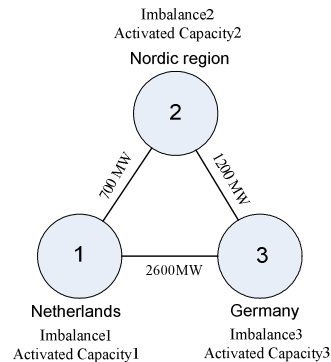 Imbalance2
Activated Capacity2
Nordic region
2
700 MW
1200 MW
1
3
2600MW
Netherlands
Germany
Imbalance1
Imbalance3
Activated Capacity1
Activated Capacity3